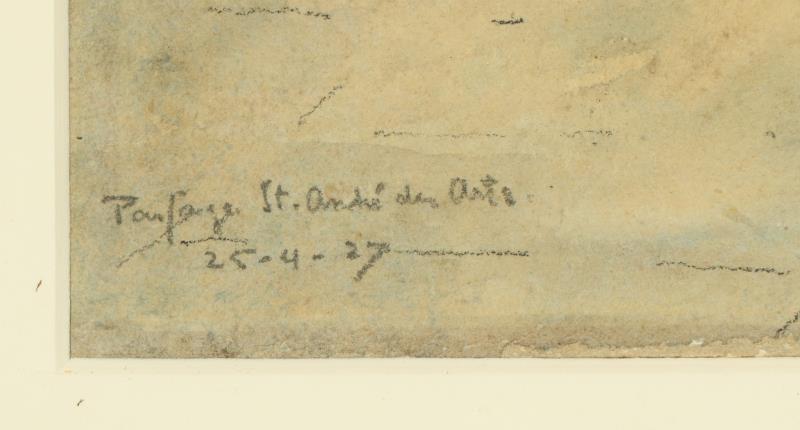 Passage St. André des Arts.
25-4-27